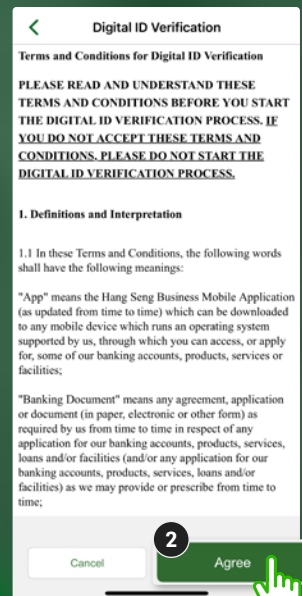 Digital ID Verification
Terms and Conditions for Digital ID Verification
PLEASE READ AND UNDERSTAND THESE
TERMS AND CONDITIONS BEFORE YOU START
THE DIGITAL ID VERIFICATION PROCESS. IF
YOU DO NOT ACCEPT THESE TERMS AND
CONDITIONS, PLEASE DO NOT START THE
DIGITAL ID VERIFICATION PROCESS.
1. Definitions and Interpretation
1.1 In these Terms and Conditions, the following words
shall have the following meanings:
"App" means the Hang Seng Business Mobile Application
(as updated from time to time) which can be downloaded
to any mobile device which runs an operating system
supported by us, through which you can access, or apply
for, some of our banking accounts, products, services or
facilities;
"Banking Document" means any agreement, application
or document (in paper, electronic or other form) as
required by us from time to time in respect of any
application for our banking accounts, products, services,
loans and/or facilities (and/or any application for our
banking accounts, products, services, loans and/or
facilities) as we may provide or prescribe from time to
time;
2
Cancel
Agree